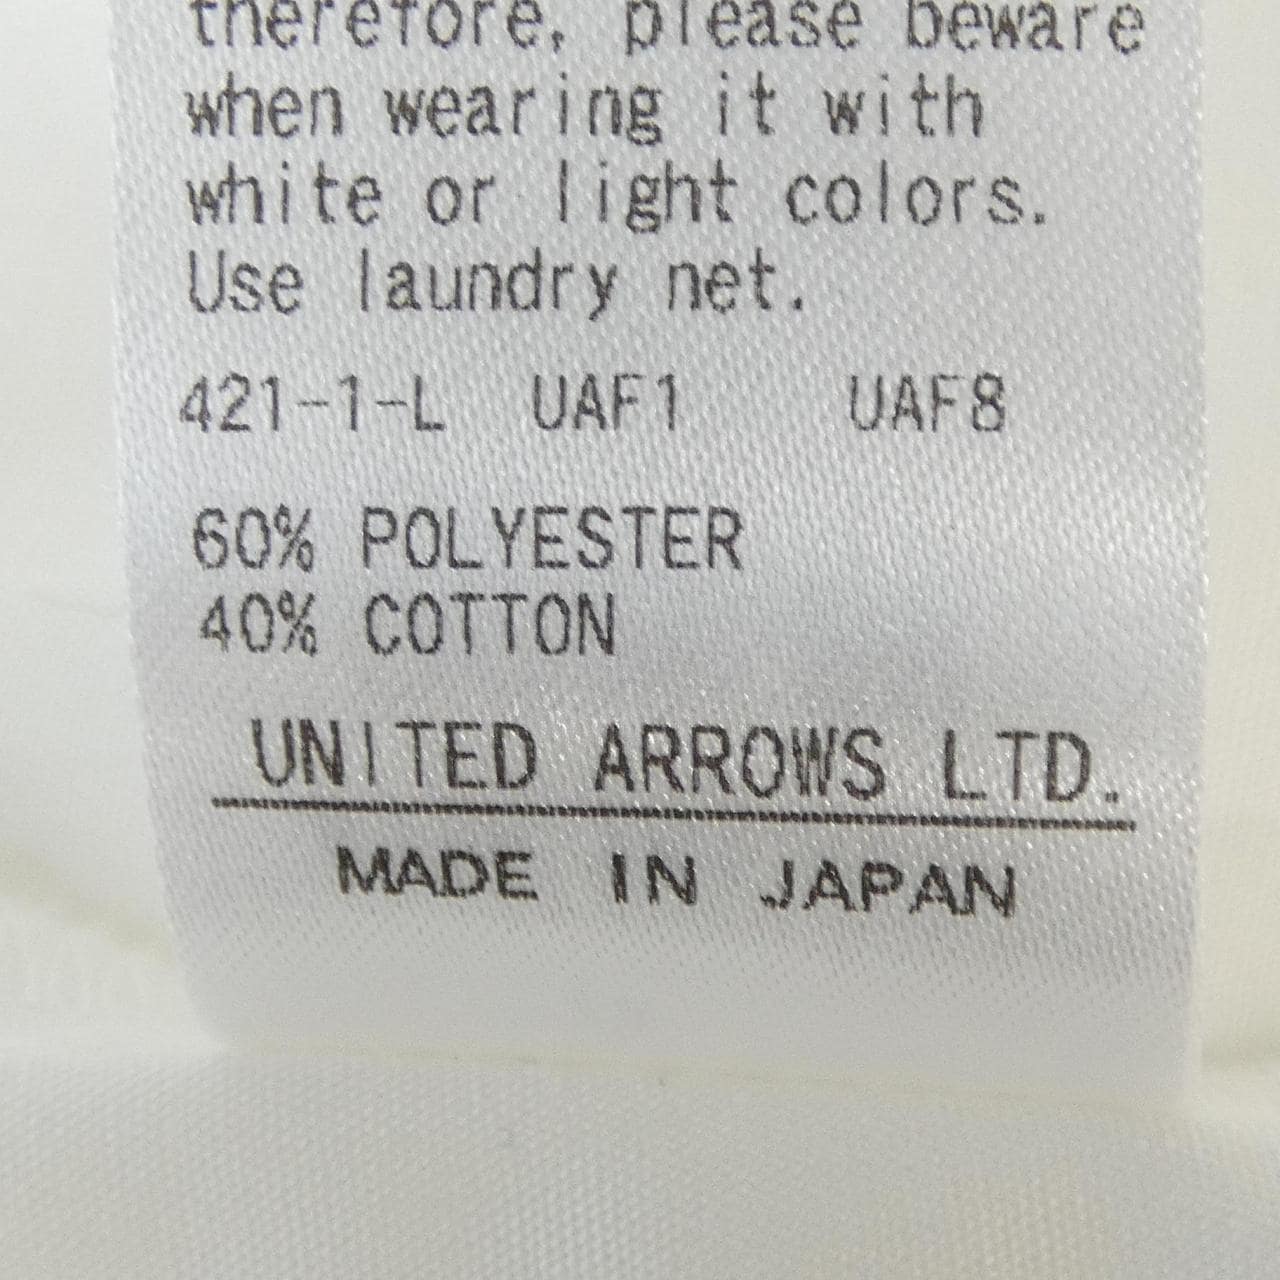 therefore, please beware
when wearing it with
white or light colors.
Use laundry net.
421-1-L UAF1 UAF8
60% POLYESTER
40% COTTON
UNITED ARROWS LTD.
MADE IN JAPAN